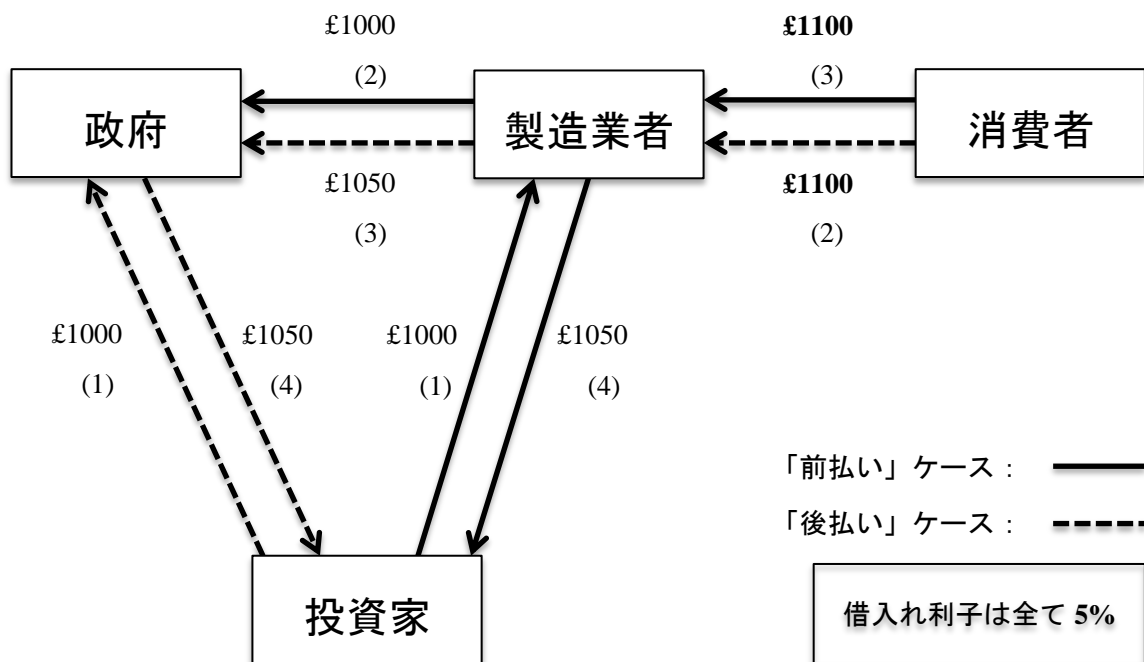 £1000
£1100
(2)
(3)
政府
製造業者
消費者
£1050
£1100
(3)
(2)
£1000
£1050
£1000
£1050
(1)
(4)
(1)
(4)
「前払い」ケース：
「後払い」ケース：
投資家
借入れ利子は全て 5%